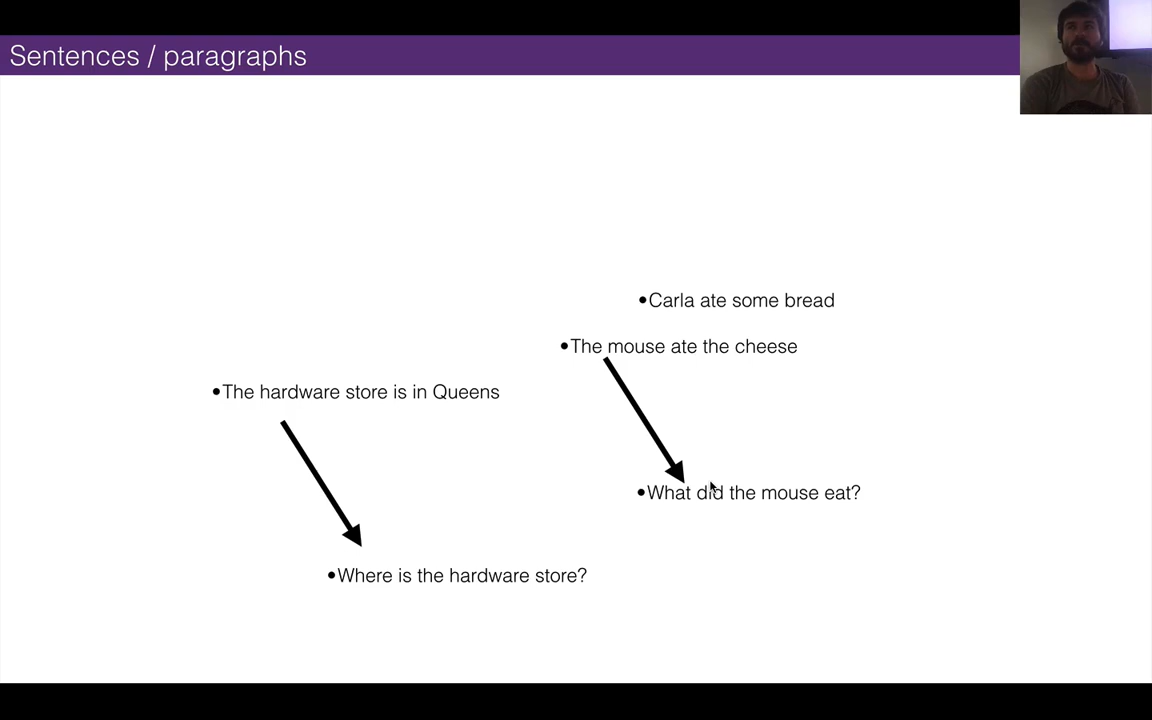 Sentences / paragraphs
•Carla ate some bread
•The mouse ate the cheese
•The hardware store is in Queens
•What did the mouse eat?
•Where is the hardware store?